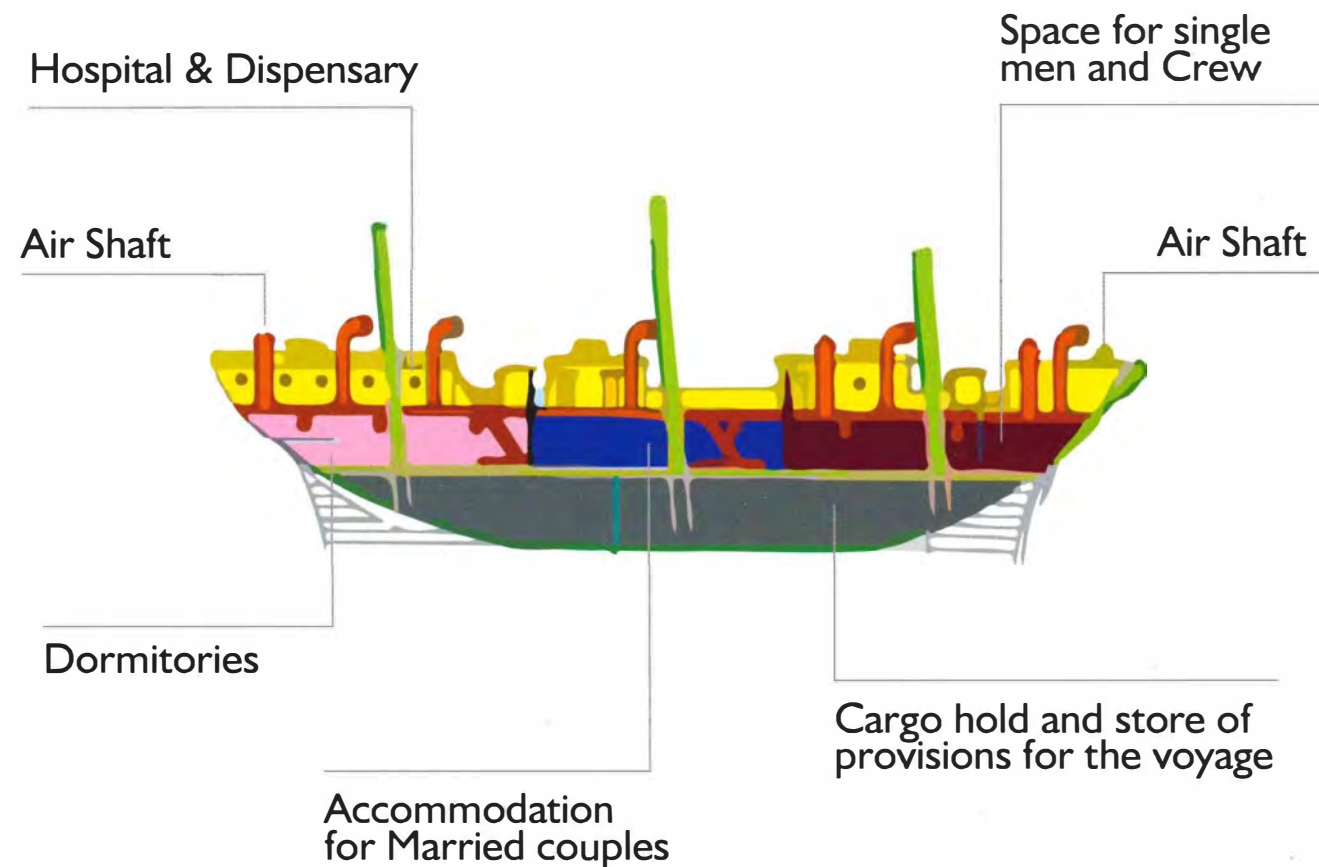 Hospital & Dispensary
Space for single
men and Crew
Air Shaft
Air Shaft
Dormitories
Cargo hold and store of
provisions for the voyage
Accommodation
for Married couples